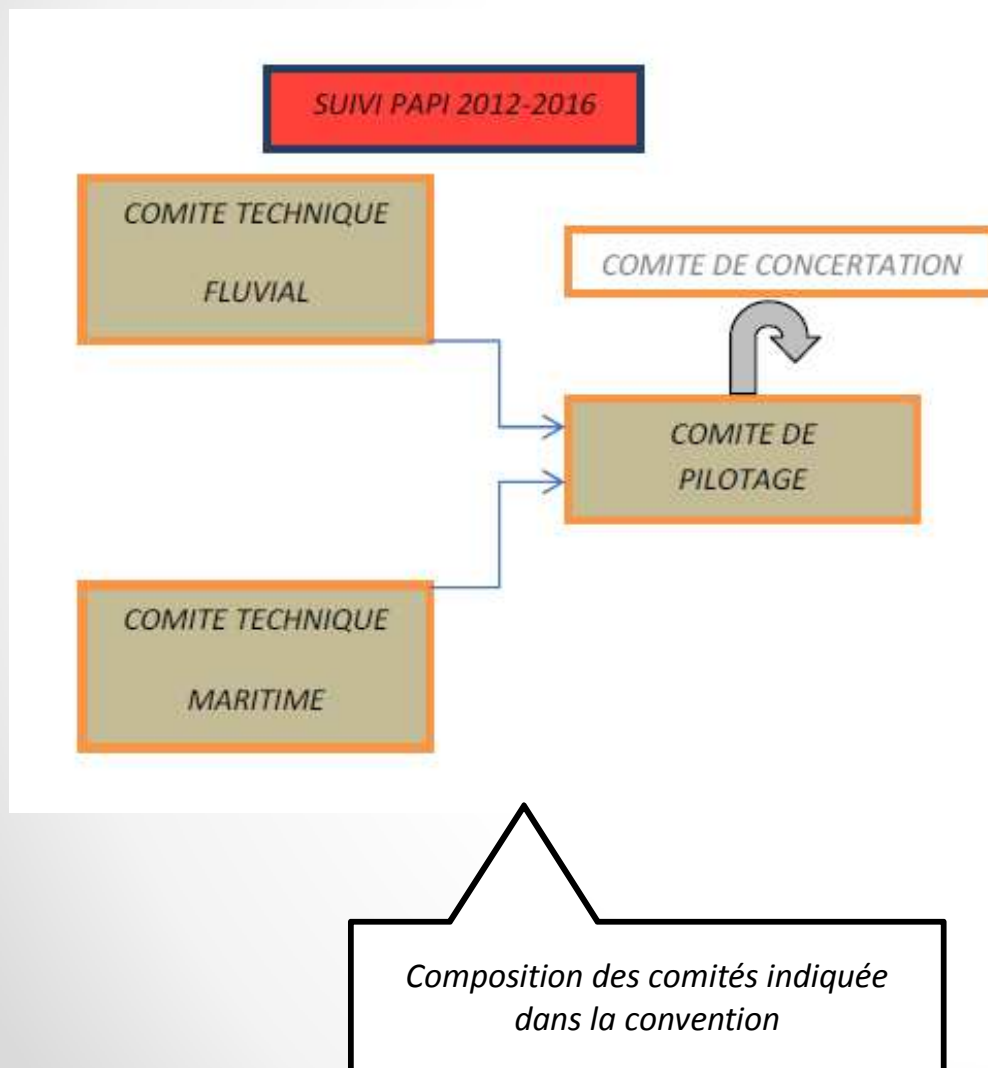 SUIVI PAPI 2012-2016
COMITE TECHNIQUE
FLUVIAL
COMITE DE CONCERTATION
COMITE DE
PILOTAGE
COMITE TECHNIQUE
MARITIME
Composition des comités indiquée
dans la convention